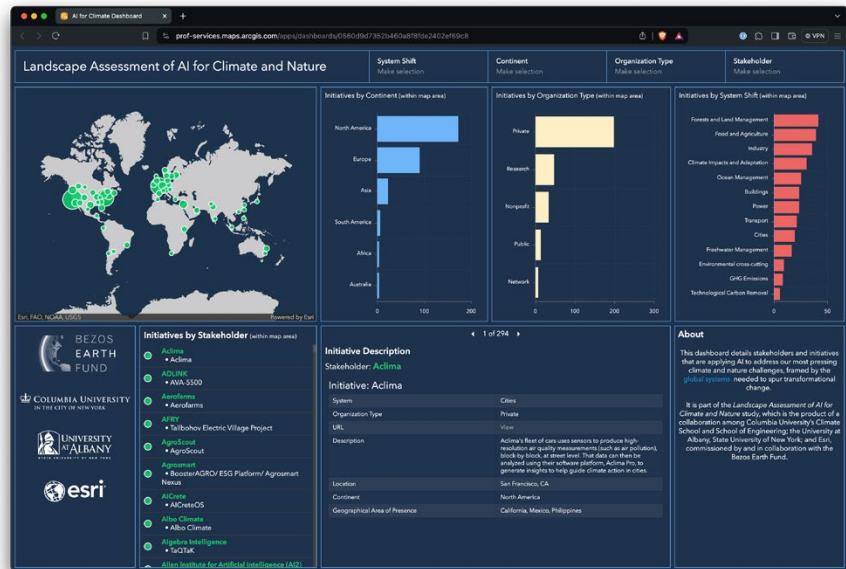 AI for Climate Dashboard
prof-services.maps.arcgis.com/apps/dashboards/0560d9d7352b460a8f8fde2402ef69c8
VPN
Landscape Assessment of AI for Climate and Nature
System Shift
Make selection
Continent
Make selection
Organization Type
Make selection
Stakeholder
Make selection
Esri, FAO, NOAA, USGS
Powered by Esri
Initiatives by Continent (within map area)
North America
Europe
Asia
South America
Africa
Australia
0 100 200
Initiatives by Organization Type (within map area)
Private
Research
Nonprofit
Public
Network
0 100 200 300
Initiatives by System Shift (within map area)
Forests and Land Management
Food and Agriculture
Industry
Climate Impacts and Adaptation
Ocean Management
Buildings
Power
Transport
Cities
Freshwater Management
Environmental cross-cutting
GHG Emissions
Technological Carbon Removal
0 50
BEZOS
EARTH
FUND
COLUMBIA UNIVERSITY
IN THE CITY OF NEW YORK
UNIVERSITY
AT ALBANY
STATE UNIVERSITY OF NEW YORK
esri
Initiatives by Stakeholder (within map area)
Aclima
• Aclima
ADLINK
• AVA-5500
Aerofarms
• Aerofarms
AFRY
• Tallbohov Electric Village Project
AgroScout
• AgroScout
Agrosmart
• BoosterAGRO/ ESG Platform/ Agrosmart
Nexus
AICrete
• AICreteOS
Albo Climate
• Albo Climate
Algebra Intelligence
• TaQTaK
Allen Institute for Artificial Intelligence (AI2)
1 of 294
Initiative Description
Stakeholder: Aclima
Initiative: Aclima
System Cities
Organization Type Private
URL View
Description Aclima's fleet of cars uses sensors to produce high-
resolution air quality measurements (such as air pollution),
block-by block, at street level. That data can then be
analyzed using their software platform, Aclima Pro, to
generate insights to help guide climate action in cities.
Location San Francisco, CA
Continent North America
Geographical Area of Presence California, Mexico, Philippines
About
This dashboard details stakeholders and initiatives
that are applying AI to address our most pressing
climate and nature challenges, framed by the
global systems needed to spur transformational
change.
It is part of the Landscape Assessment of AI for
Climate and Nature study, which is the product of a
collaboration among Columbia University's Climate
School and School of Engineering; the University at
Albany, State University of New York; and Esri,
commissioned by and in collaboration with the
Bezos Earth Fund.